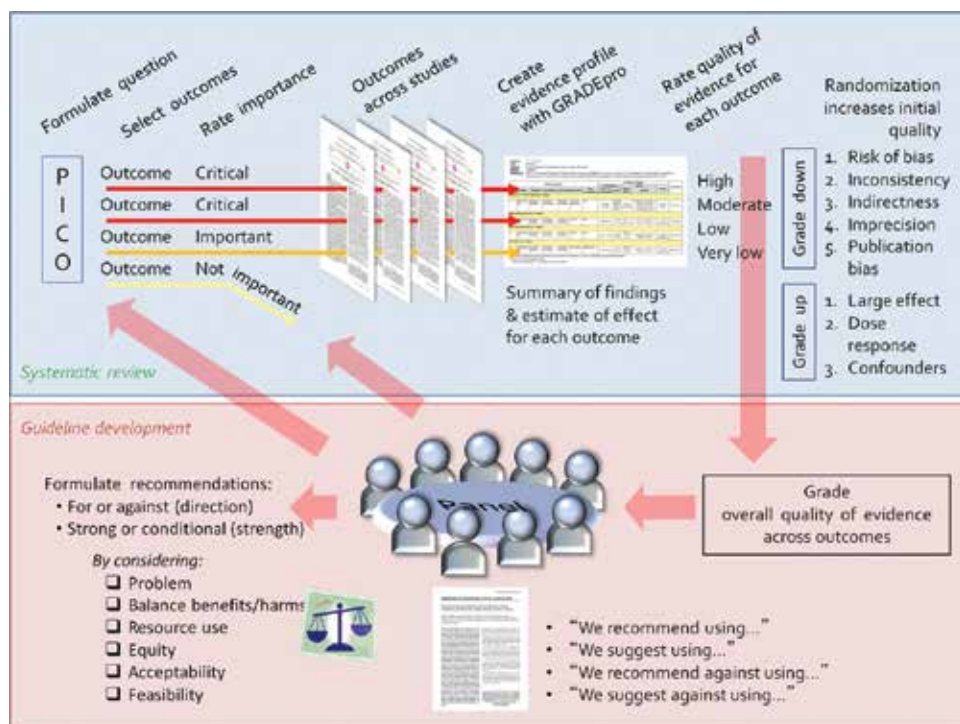 Formulate question
Select outcomes
Rate importance
Outcomes
across studies
Create
evidence profile
with GRADEpro
Rate quality of
evidence for
each outcome
Randomization
increases initial
quality
P
I
C
O
Outcome Critical
Outcome Critical
Outcome Important
Outcome Not important
High
Moderate
Low
Very low
Summary of findings
& estimate of effect
for each outcome
Grade down
1. Risk of bias
2. Inconsistency
3. Indirectness
4. Imprecision
5. Publication
bias
Grade up
1. Large effect
2. Dose
response
3. Confounders
Systematic review
Guideline development
Formulate recommendations:
• For or against (direction)
• Strong or conditional (strength)
By considering:
❑ Problem
❑ Balance benefits/harms
❑ Resource use
❑ Equity
❑ Acceptability
❑ Feasibility
Panel
Grade
overall quality of evidence
across outcomes
• "We recommend using..."
• "We suggest using..."
• "We recommend against using..."
• "We suggest against using..."